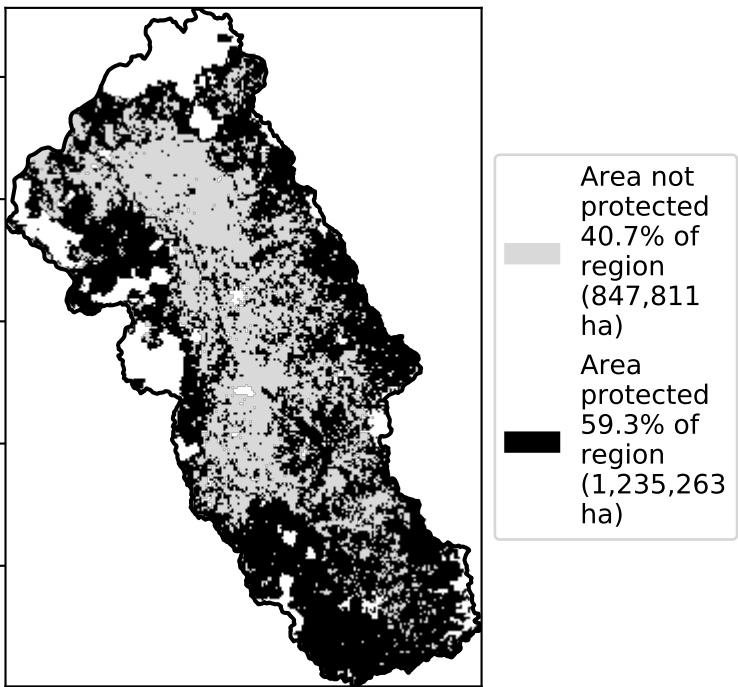 Area not
protected
40.7% of
region
(847,811
ha)
Area
protected
59.3% of
region
(1,235,263
ha)